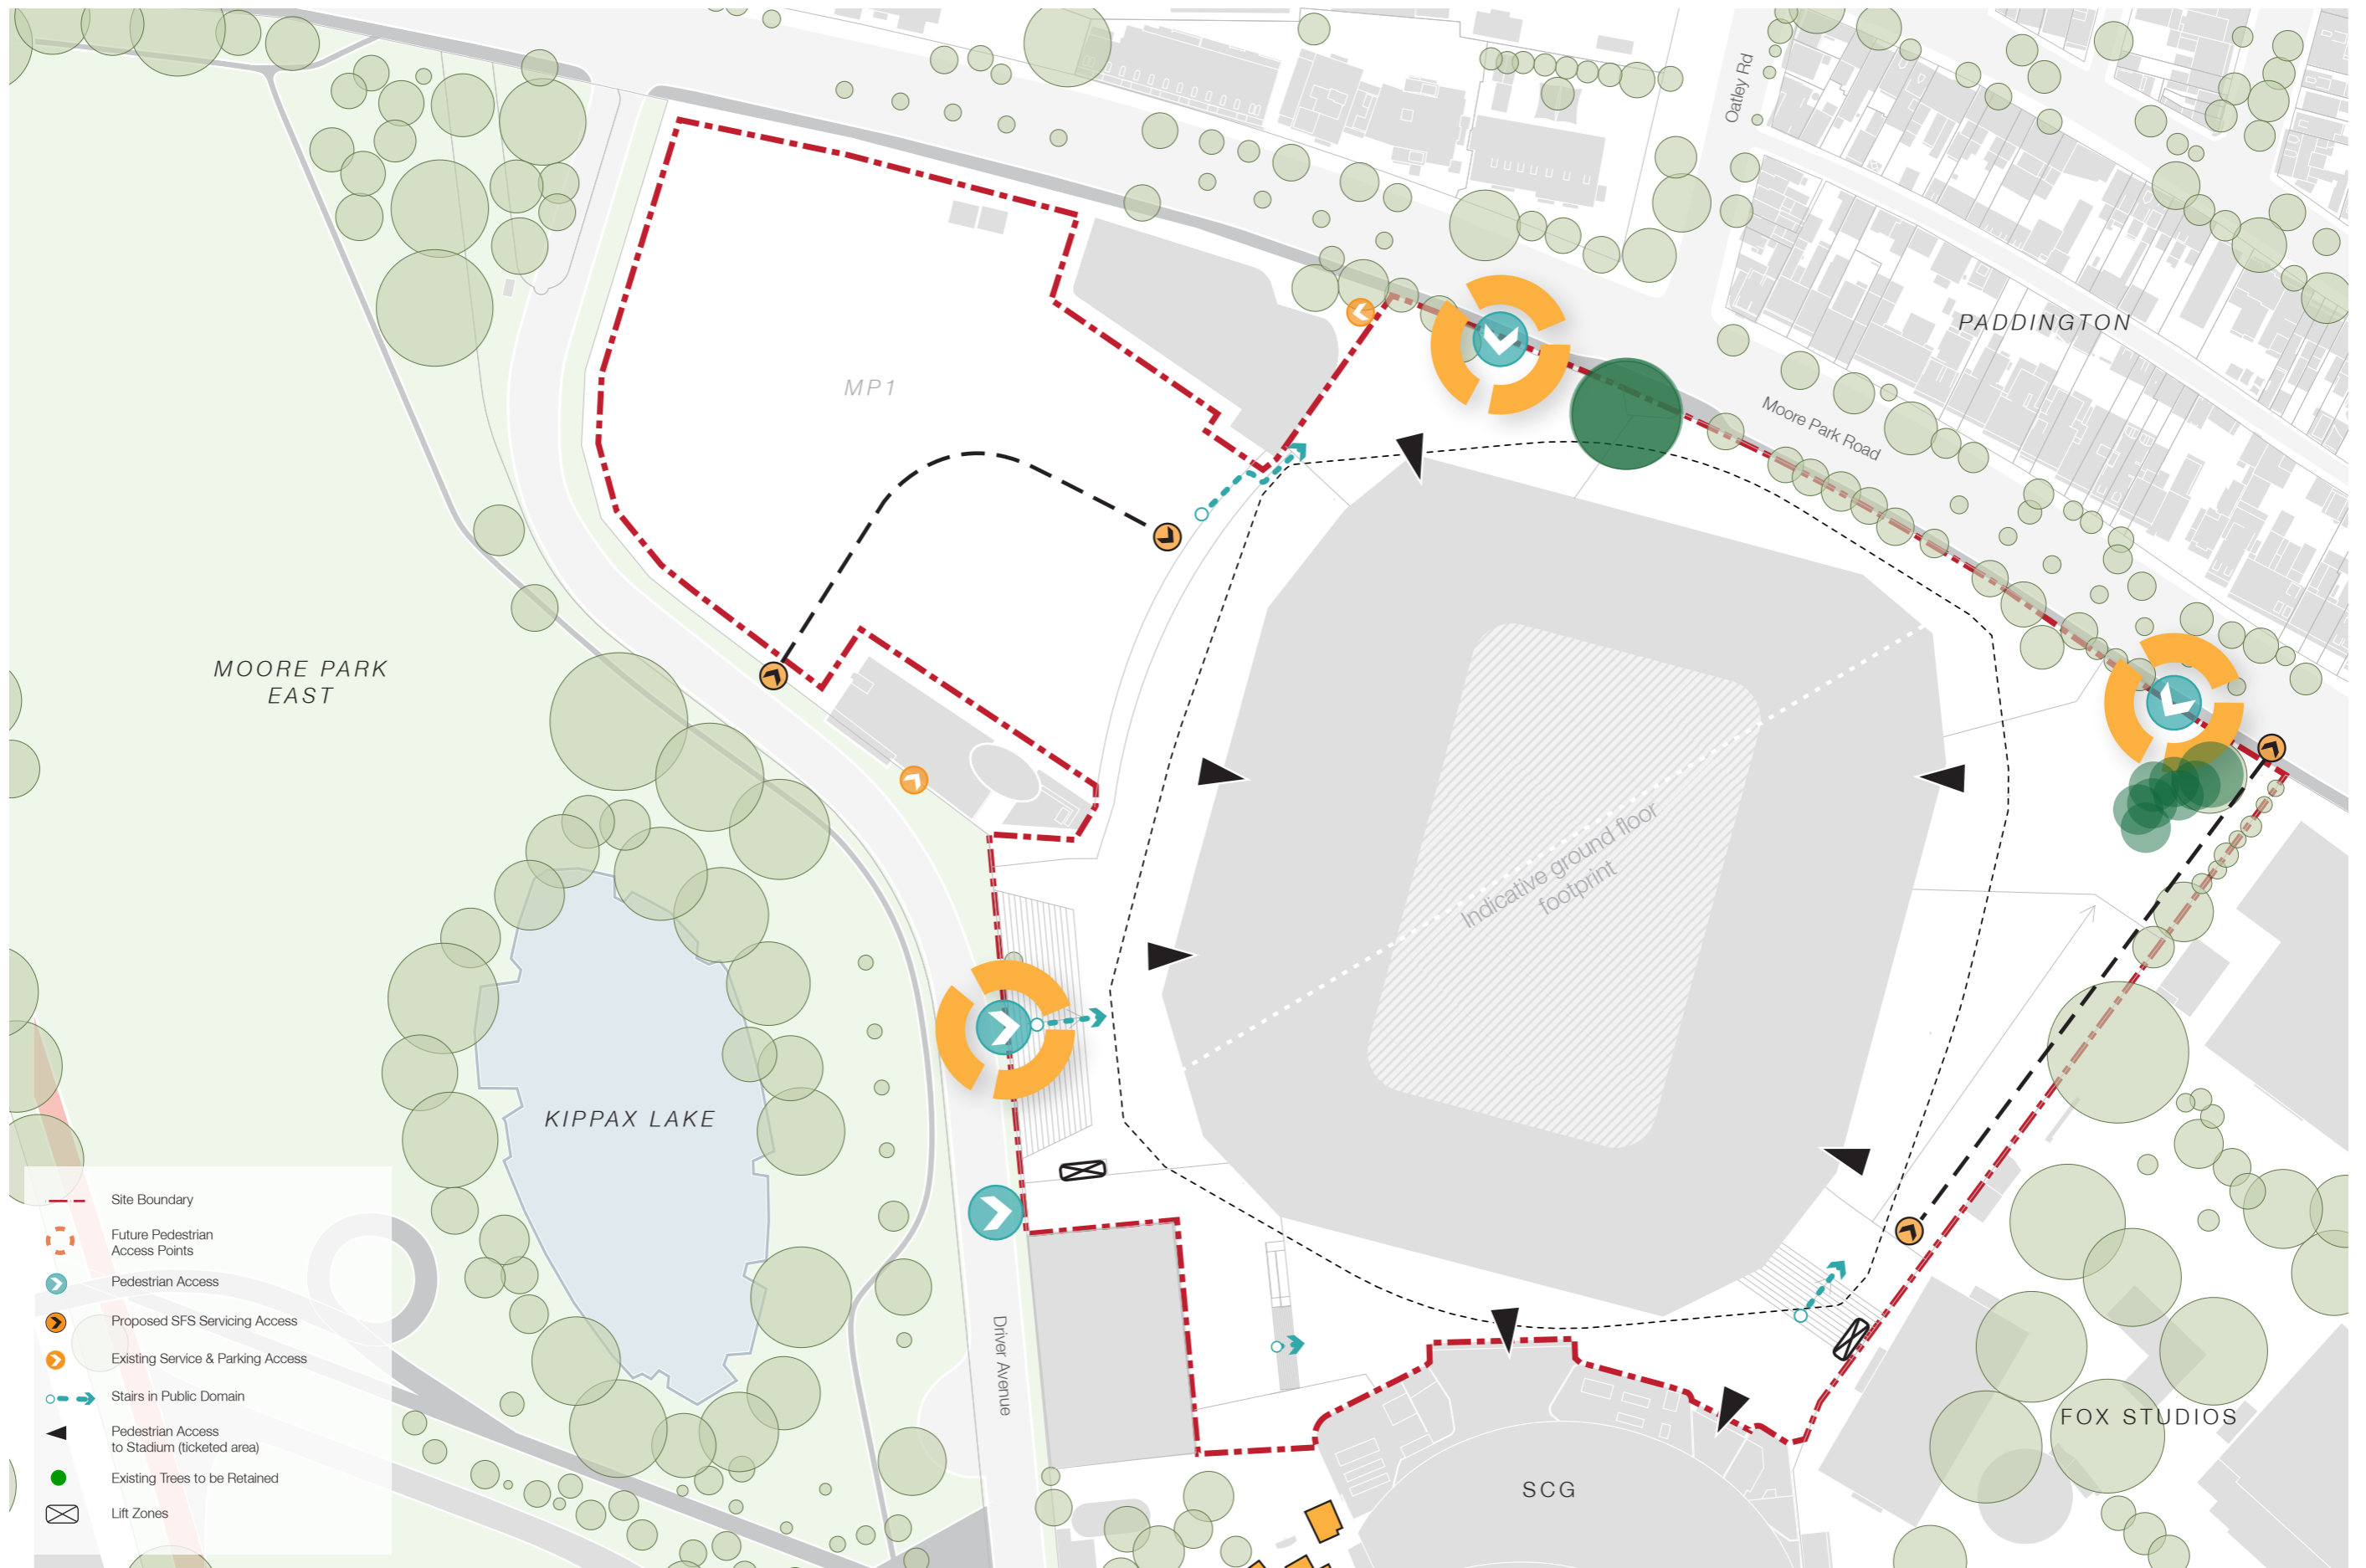 Oatley Rd
PADDINGTON
MP1
Moore Park Road
MOORE PARK
EAST
Indicative ground floor
footprint
KIPPAX LAKE
Driver Avenue
FOX STUDIOS
SCG
Site Boundary
Future Pedestrian
Access Points
Pedestrian Access
Proposed SFS Servicing Access
Existing Service & Parking Access
Stairs in Public Domain
Pedestrian Access
to Stadium (ticketed area)
Existing Trees to be Retained
Lift Zones